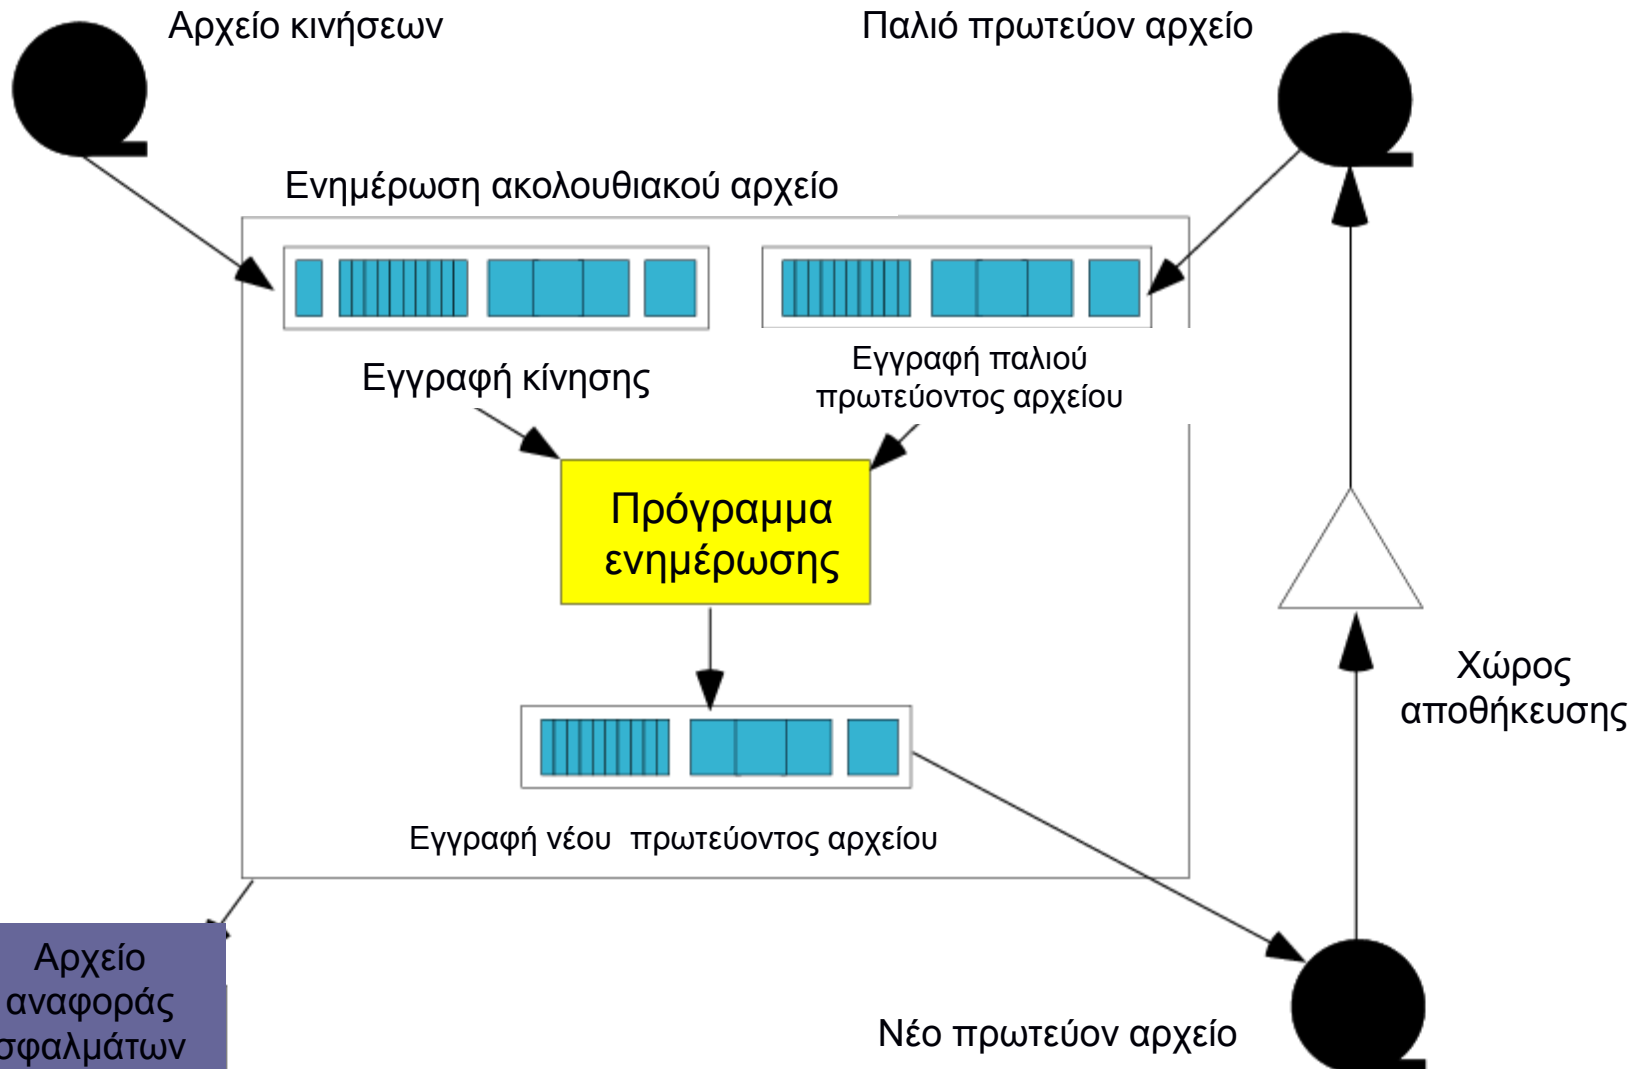 Αρχείο κινήσεων
Παλιό πρωτεύον αρχείο
Ενημέρωση ακολουθιακού αρχείο
Εγγραφή κίνησης
Εγγραφή παλιού
πρωτεύοντος αρχείου
Πρόγραμμα
ενημέρωσης
Χώρος
αποθήκευσης
Εγγραφή νέου πρωτεύοντος αρχείου
Αρχείο
αναφοράς
σφαλμάτων
Νέο πρωτεύον αρχείο